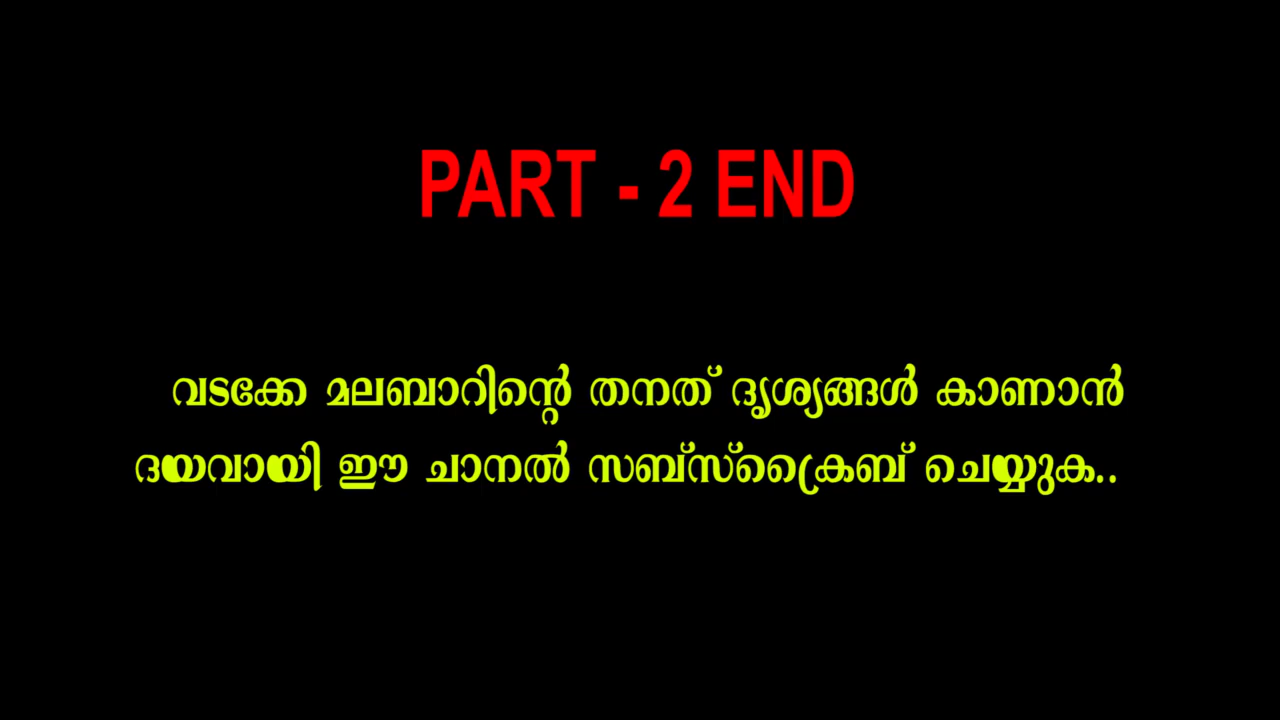 PART - 2 END
വടക്കേ മലബാറിന്റെ തനത് ദൃശ്യങ്ങൾ കാണാൻ
ദയവായി ഈ ചാനൽ സബ്സ്ക്രൈബ് ചെയ്യുക..